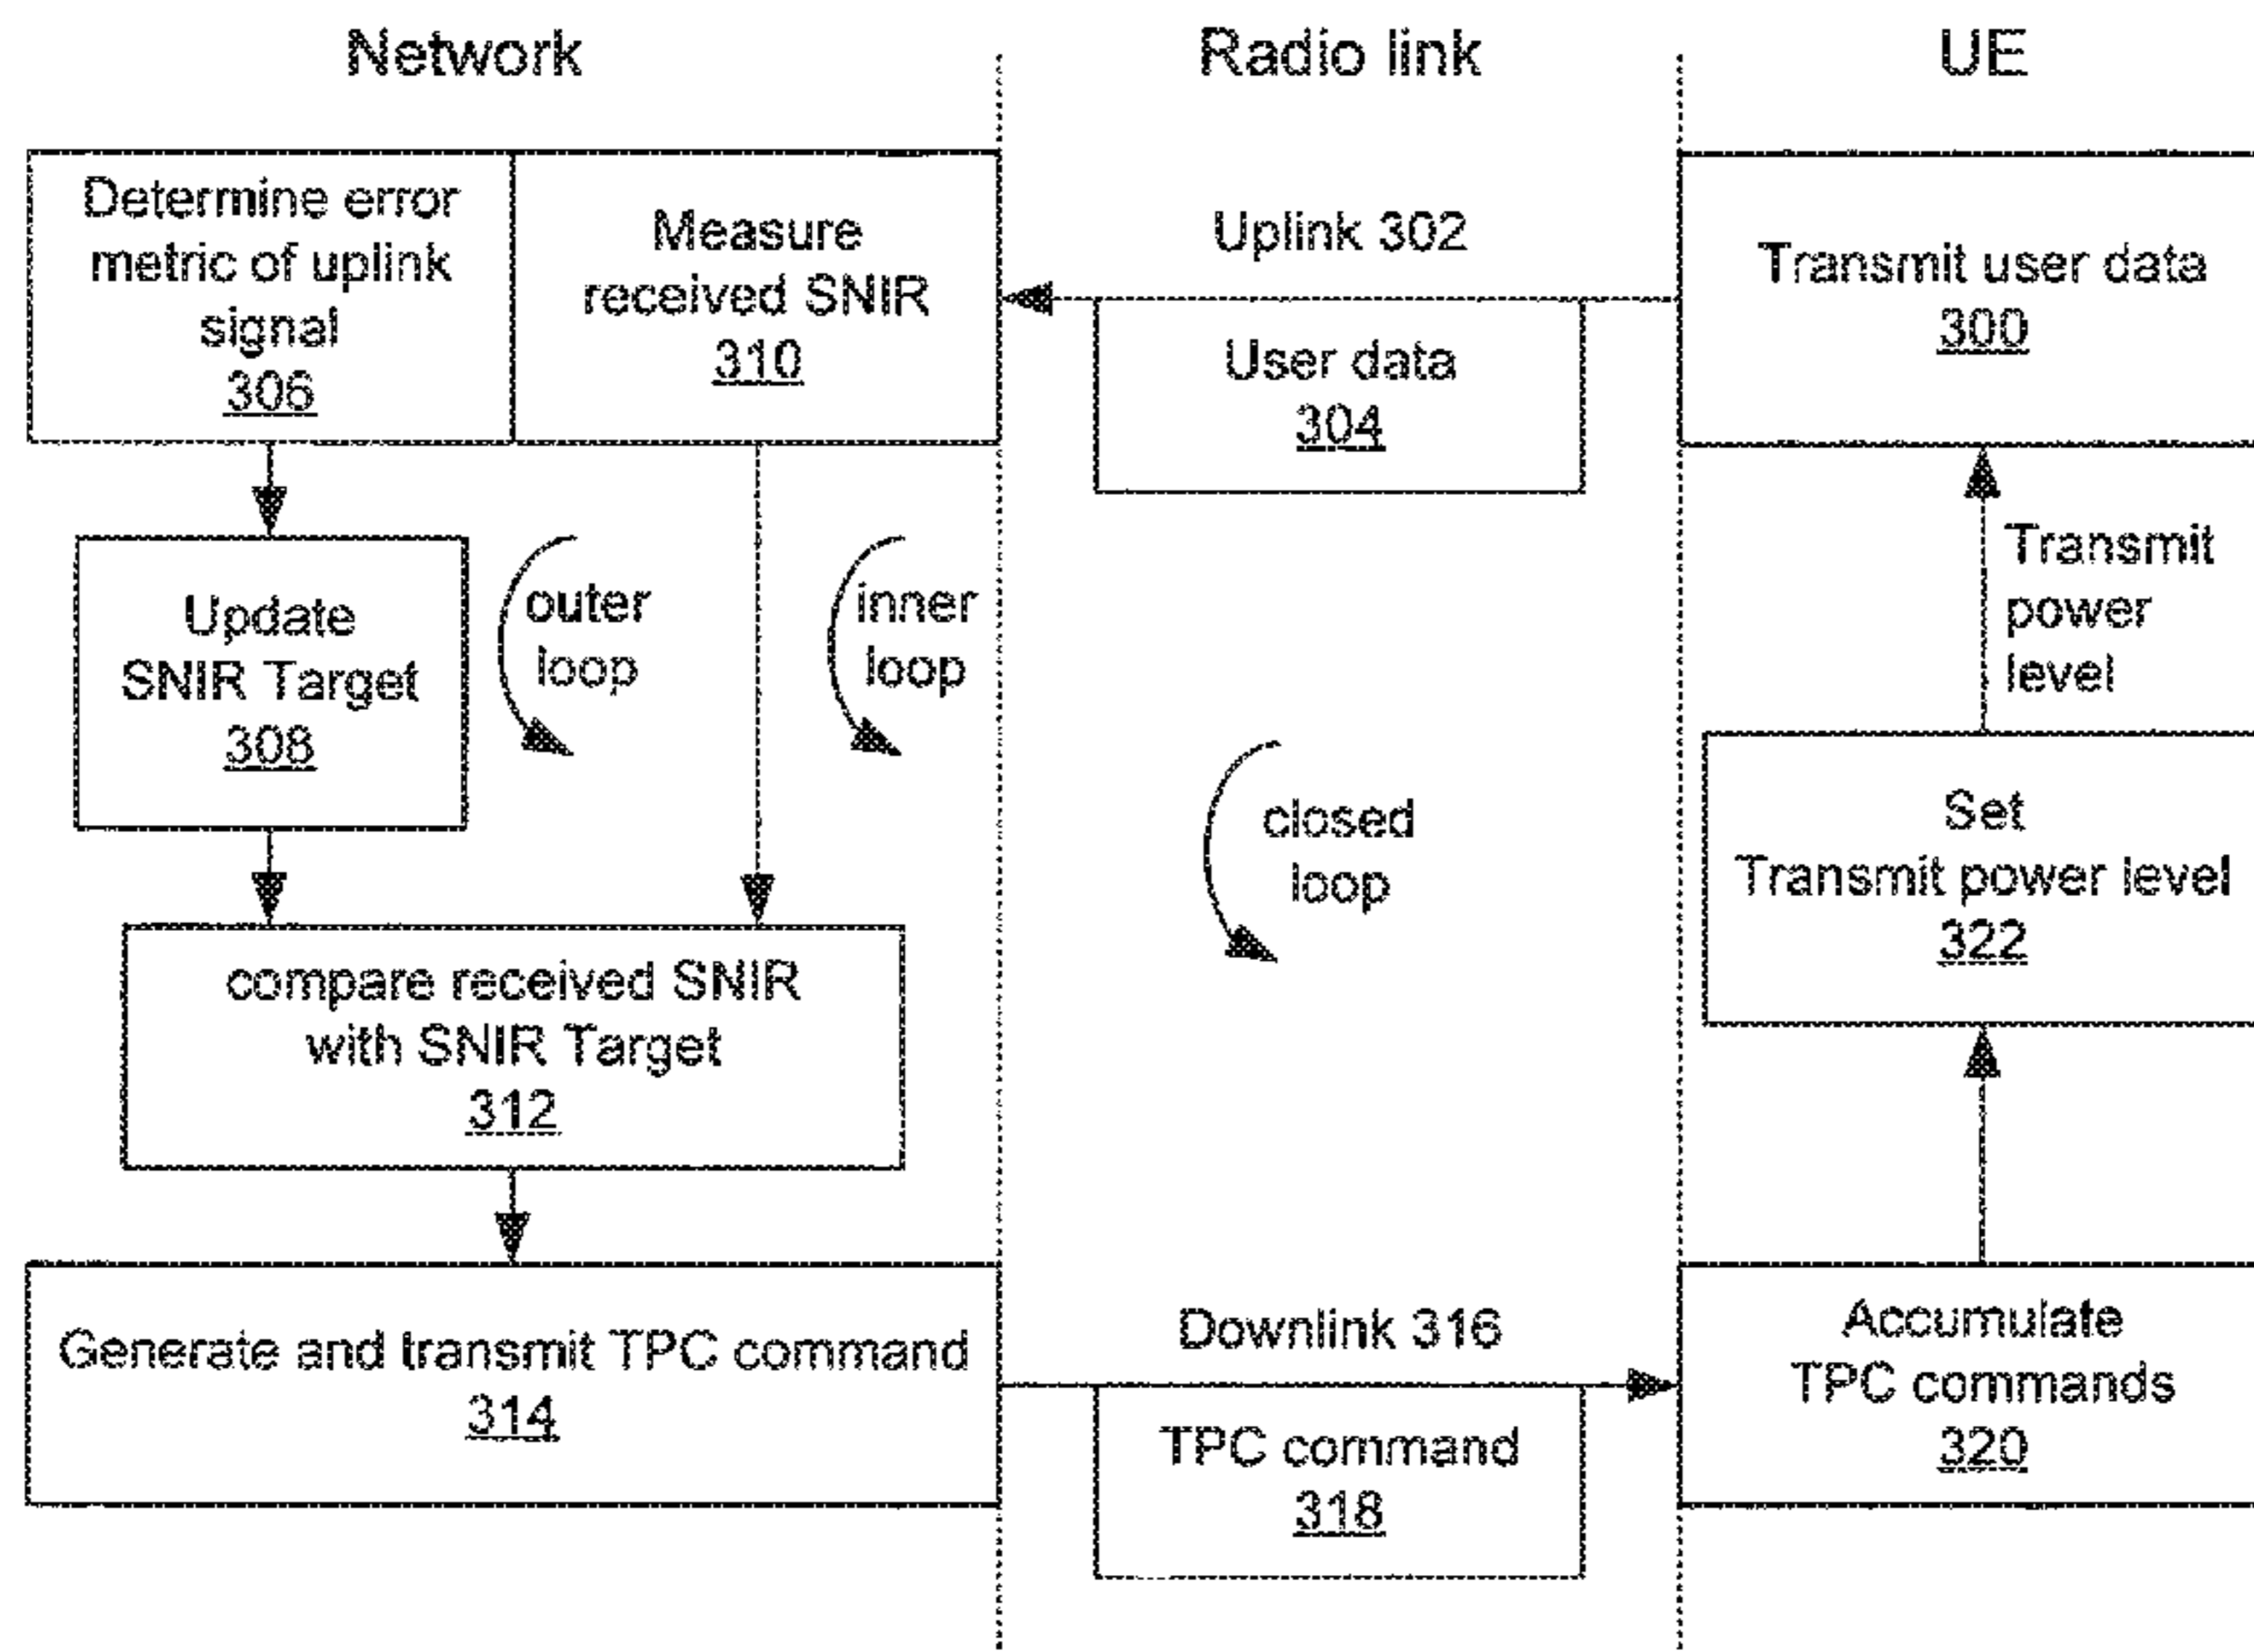 Network
Radio link
UE
Determine error
metric of uplink
signal
306
Measure
received SNIR
310
Uplink 302
User data
304
Transmit user data
300
Update
SNIR Target
308
outer
loop
inner
loop
closed
loop
Transmit
power
level
Set
Transmit power level
322
compare received SNIR
with SNIR Target
312
Generate and transmit TPC command
314
Downlink 316
TPC command
318
Accumulate
TPC commands
320